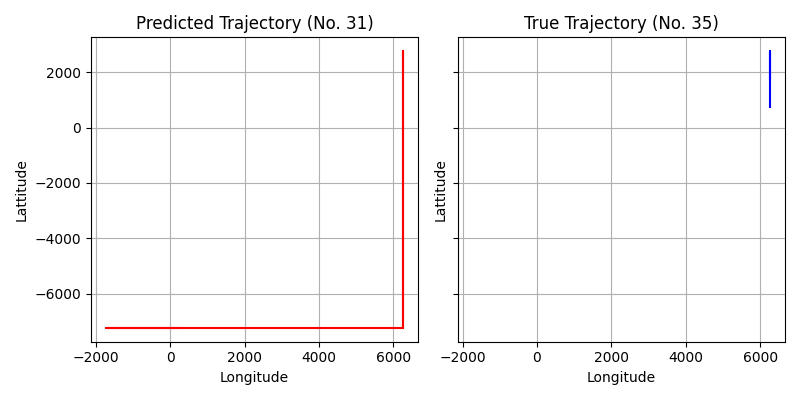 Predicted Trajectory (No. 31)
True Trajectory (No. 35)
Lattitude
2000
0
−2000
−4000
−6000
−2000 0 2000 4000 6000
Longitude
Lattitude
−2000 0 2000 4000 6000
Longitude